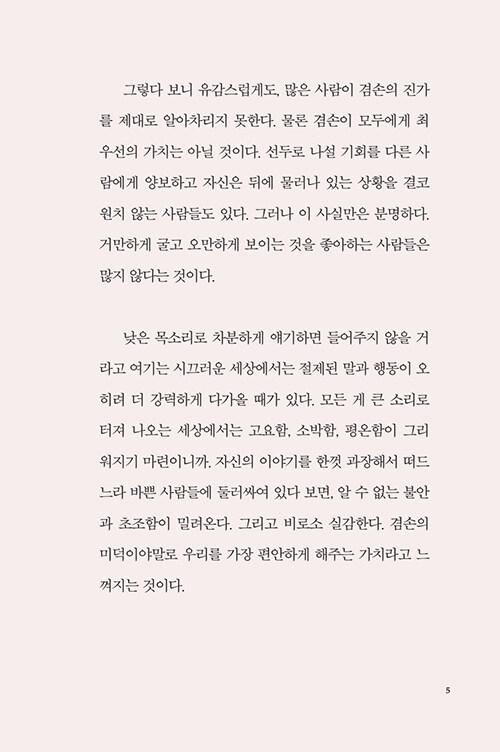 그렇다 보니 유감스럽게도, 많은 사람이 겸손의 진가
를 제대로 알아차리지 못한다. 물론 겸손이 모두에게 최
우선의 가치는 아닐 것이다. 선두로 나설 기회를 다른 사
람에게 양보하고 자신은 뒤에 물러나 있는 상황을 결코
원치 않는 사람들도 있다. 그러나 이 사실만은 분명하다.
거만하게 굴고 오만하게 보이는 것을 좋아하는 사람들은
많지 않다는 것이다.
낮은 목소리로 차분하게 얘기하면 들어주지 않을 거
라고 여기는 시끄러운 세상에서는 절제된 말과 행동이 오
히려 더 강력하게 다가올 때가 있다. 모든 게 큰 소리로
터져 나오는 세상에서는 고요함, 소박함, 평온함이 그리
워지기 마련이니까. 자신의 이야기를 한껏 과장해서 떠드
느라 바쁜 사람들에 둘러싸여 있다 보면, 알 수 없는 불안
과 초조함이 밀려온다. 그리고 비로소 실감한다. 겸손의
미덕이야말로 우리를 가장 편안하게 해주는 가치라고 느
껴지는 것이다.
5